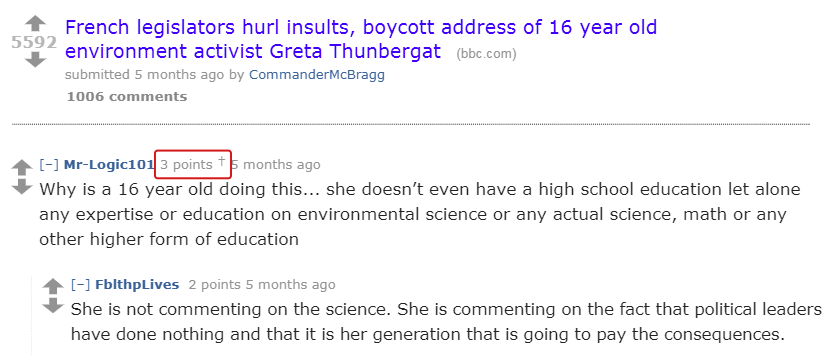 French legislators hurl insults, boycott address of 16 year old
5592
environment activist Greta Thunbergat (bbc.com)
submitted 5 months ago by CommanderMcBragg
1006 comments
[–] Mr-Logic101 3 points † 5 months ago
Why is a 16 year old doing this... she doesn’t even have a high school education let alone
any expertise or education on environmental science or any actual science, math or any
other higher form of education
[–] FblthpLives 2 points 5 months ago
She is not commenting on the science. She is commenting on the fact that political leaders
have done nothing and that it is her generation that is going to pay the consequences.